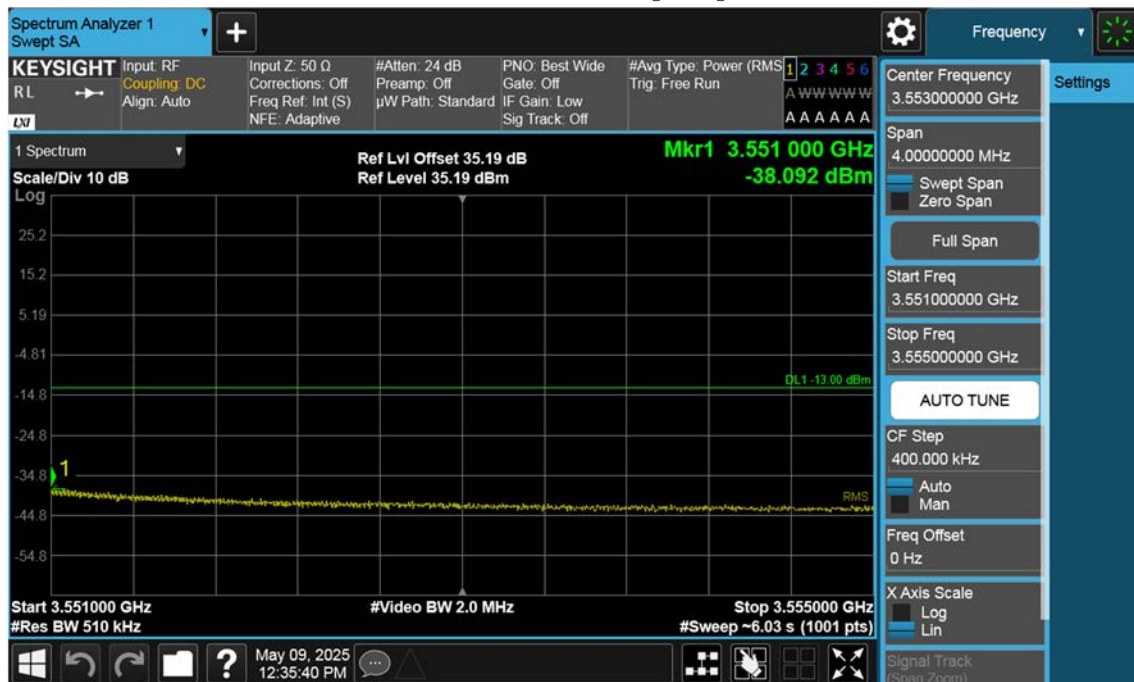 Spectrum Analyzer 1
Swept SA
+
Frequency
KEYSIGHT
RL
LXI
Input: RF
Coupling: DC
Align: Auto
Input Z: 50 Ω
Corrections: Off
Freq Ref: Int (S)
NFE: Adaptive
#Atten: 24 dB
Preamp: Off
µW Path: Standard
PNO: Best Wide
Gate: Off
IF Gain: Low
Sig Track: Off
#Avg Type: Power (RMS
Trig: Free Run
1 2 3 4 5 6
A W W W W W
A A A A A A
1 Spectrum
Scale/Div 10 dB
Ref Lvl Offset 35.19 dB
Ref Level 35.19 dBm
Mkr1 3.551 000 GHz
-38.092 dBm
Log
25.2
15.2
5.19
-4.81
DL1 -13.00 dBm
-14.8
-24.8
1
-34.8
RMS
-44.8
-54.8
Start 3.551000 GHz
#Res BW 510 kHz
#Video BW 2.0 MHz
Stop 3.555000 GHz
#Sweep ~6.03 s (1001 pts)
?
May 09, 2025
12:35:40 PM
Center Frequency
3.553000000 GHz
Span
4.00000000 MHz
Swept Span
Zero Span
Full Span
Start Freq
3.551000000 GHz
Stop Freq
3.555000000 GHz
AUTO TUNE
CF Step
400.000 kHz
Auto
Man
Freq Offset
0 Hz
X Axis Scale
Log
Lin
Signal Track
(Span Zoom)
Settings